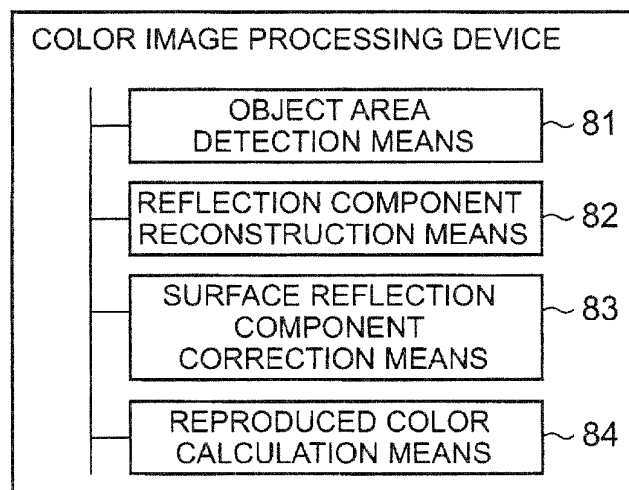 COLOR IMAGE PROCESSING DEVICE
OBJECT AREA
DETECTION MEANS
81
REFLECTION COMPONENT
RECONSTRUCTION MEANS
82
SURFACE REFLECTION
COMPONENT
CORRECTION MEANS
83
REPRODUCED COLOR
CALCULATION MEANS
84